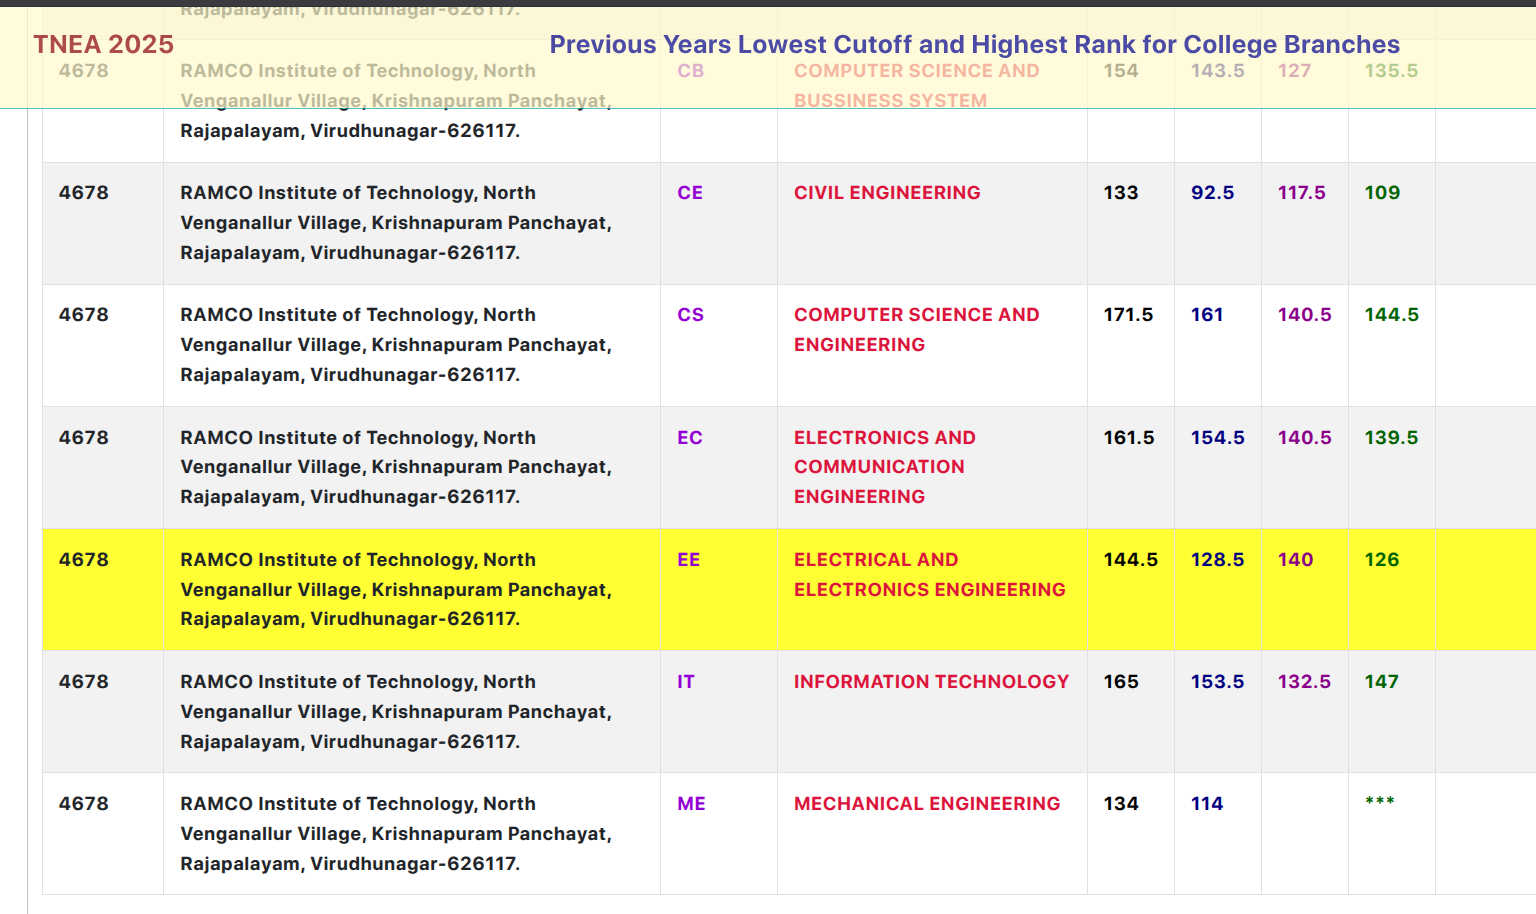 Rajapalayam, Virudhunagar-626117.
TNEA 2025 Previous Years Lowest Cutoff and Highest Rank for College Branches
4678 RAMCO Institute of Technology, North CB COMPUTER SCIENCE AND 154 143.5 127 135.5
Venganallur Village, Krishnapuram Panchayat, BUSSINESS SYSTEM
Rajapalayam, Virudhunagar-626117.
4678 RAMCO Institute of Technology, North CE CIVIL ENGINEERING 133 92.5 117.5 109
Venganallur Village, Krishnapuram Panchayat,
Rajapalayam, Virudhunagar-626117.
4678 RAMCO Institute of Technology, North CS COMPUTER SCIENCE AND 171.5 161 140.5 144.5
Venganallur Village, Krishnapuram Panchayat, ENGINEERING
Rajapalayam, Virudhunagar-626117.
4678 RAMCO Institute of Technology, North EC ELECTRONICS AND 161.5 154.5 140.5 139.5
Venganallur Village, Krishnapuram Panchayat, COMMUNICATION
Rajapalayam, Virudhunagar-626117. ENGINEERING
4678 RAMCO Institute of Technology, North EE ELECTRICAL AND 144.5 128.5 140 126
Venganallur Village, Krishnapuram Panchayat, ELECTRONICS ENGINEERING
Rajapalayam, Virudhunagar-626117.
4678 RAMCO Institute of Technology, North IT INFORMATION TECHNOLOGY 165 153.5 132.5 147
Venganallur Village, Krishnapuram Panchayat,
Rajapalayam, Virudhunagar-626117.
4678 RAMCO Institute of Technology, North ME MECHANICAL ENGINEERING 134 114 ***
Venganallur Village, Krishnapuram Panchayat,
Rajapalayam, Virudhunagar-626117.